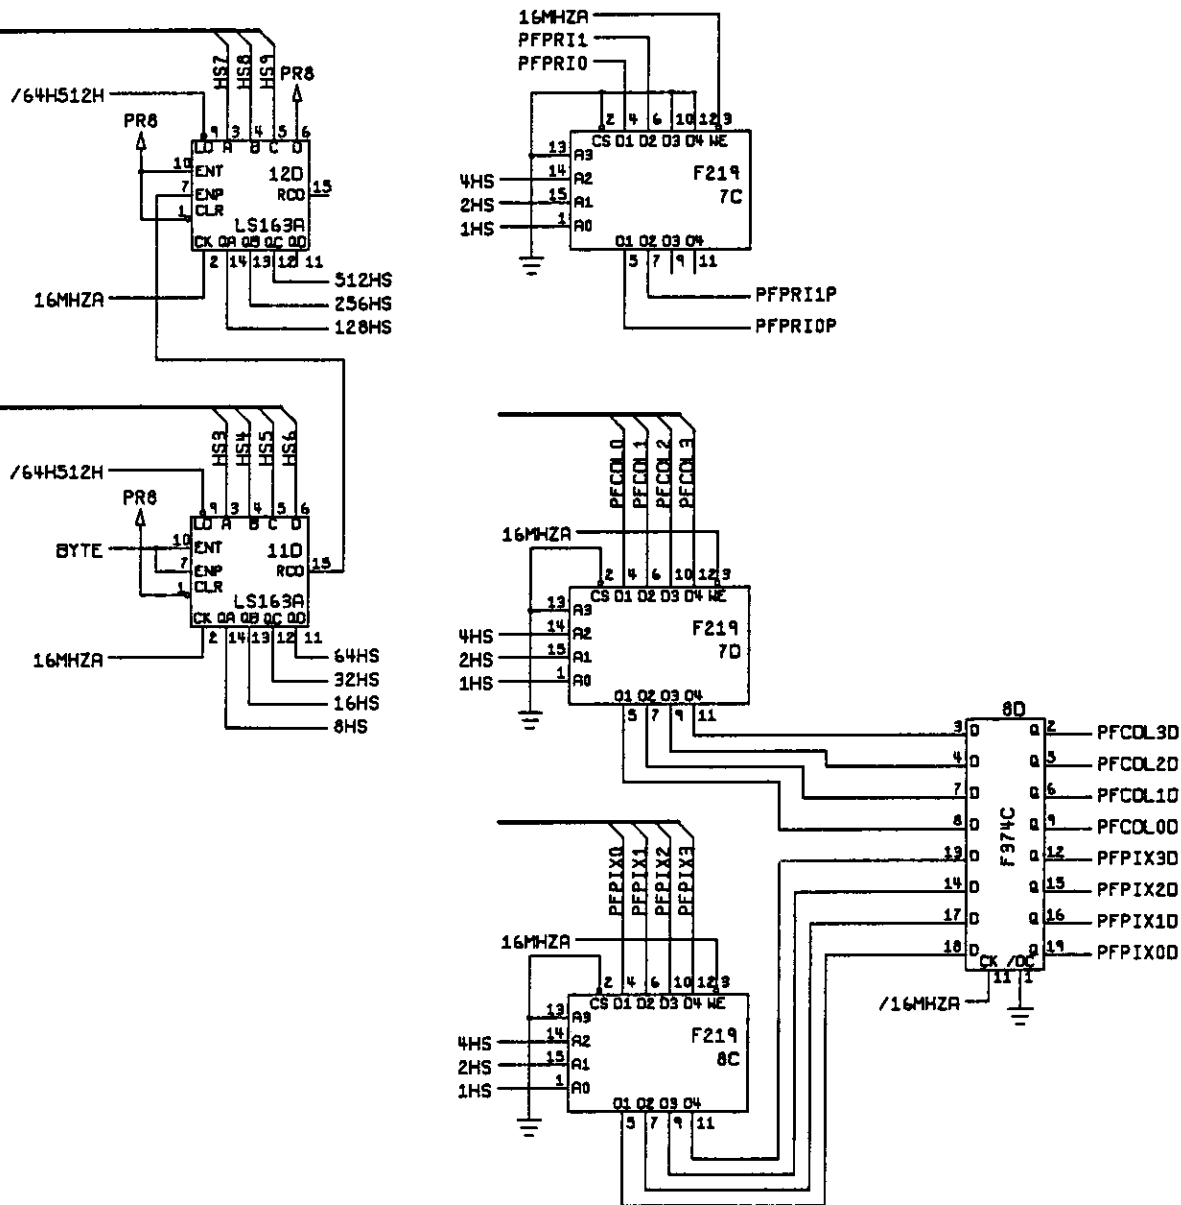 HS7
HS8
HS9
PR8
/64H512H
PR8
9 3 4 5 6
LD A B C D
10 ENT 12D
7 ENP RCO 15
1 CLR
LS163A
CK QA QB QC QD
2 14 13 12 11
16MHZA
512HS
256HS
128HS
HS3
HS4
HS5
HS6
/64H512H
PR8
9 3 4 5 6
LD A B C D
BYTE
10 ENT 11D
7 ENP RCO 15
1 CLR
LS163A
CK QA QB QC QD
2 14 13 12 11
16MHZA
64HS
32HS
16HS
8HS
16MHZA
PFPRI1
PFPRI0
2 4 6 10 12 3
CS D1 D2 D3 D4 WE
13 A3
4HS 14 A2 F219
2HS 15 A1 7C
1HS 1 A0
O1 O2 O3 O4
5 7 9 11
PFPRI1P
PFPRI0P
PFCOL0
PFCOL1
PFCOL2
PFCOL3
16MHZA
2 4 6 10 12 3
CS D1 D2 D3 D4 WE
13 A3
4HS 14 A2 F219
2HS 15 A1 7D
1HS 1 A0
O1 O2 O3 O4
5 7 9 11
PFPIX0
PFPIX1
PFPIX2
PFPIX3
16MHZA
2 4 6 10 12 3
CS D1 D2 D3 D4 WE
13 A3
4HS 14 A2 F219
2HS 15 A1 8C
1HS 1 A0
O1 O2 O3 O4
5 7 9 11
8D
3 D Q 2 PFCOL3D
4 D Q 5 PFCOL2D
7 D Q 6 PFCOL1D
8 D Q 9 PFCOL0D
F374C
13 D Q 12 PFPIX3D
14 D Q 15 PFPIX2D
17 D Q 16 PFPIX1D
18 D Q 19 PFPIX0D
CK /OC
11 1
/16MHZA